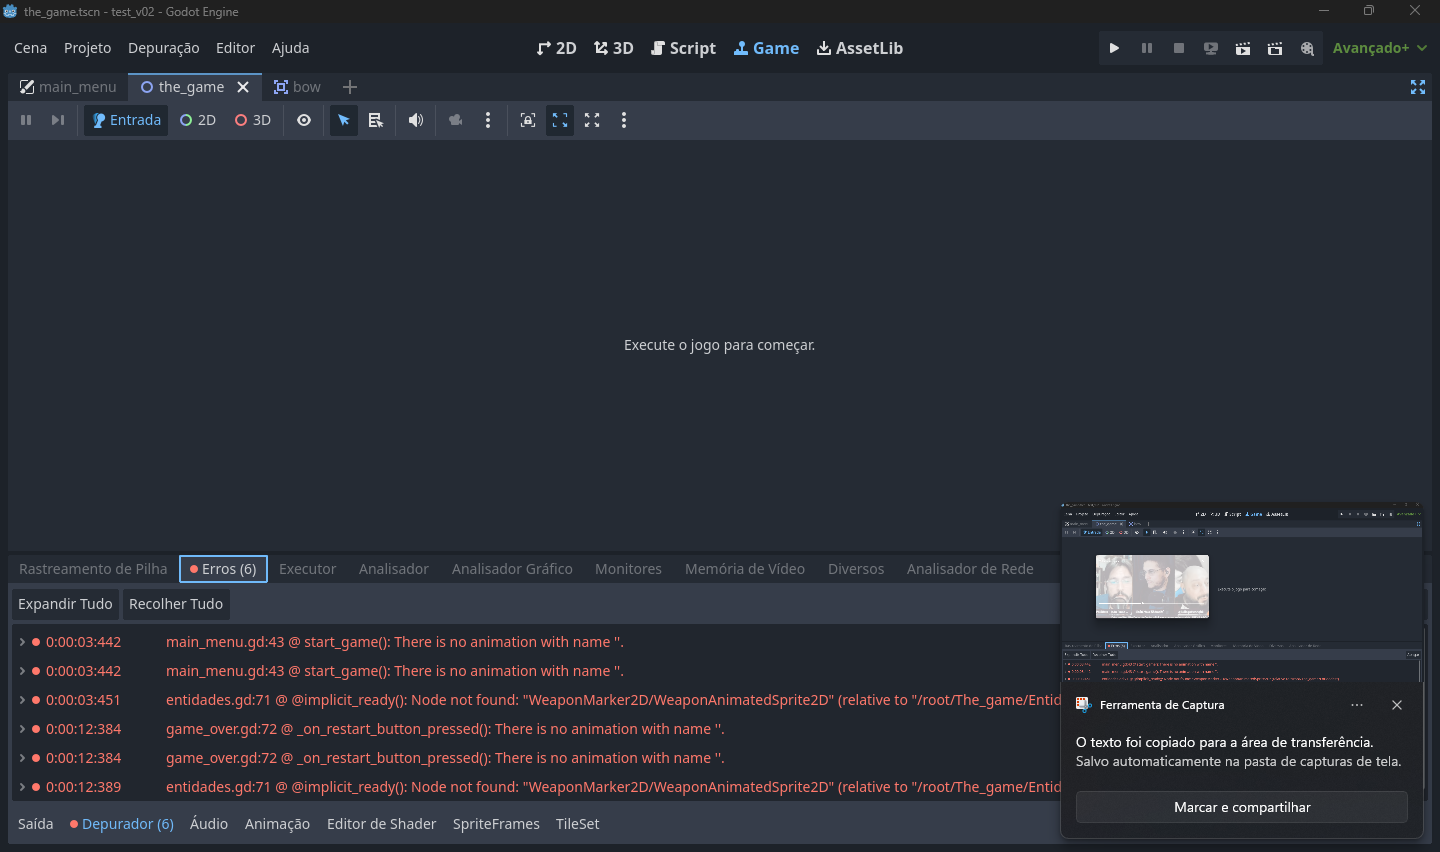 the_game.tscn - test_v02 - Godot Engine
Cena Projeto Depuração Editor Ajuda 2D 3D Script Game AssetLib Avançado+
main_menu the_game bow
Entrada 2D 3D
Execute o jogo para começar.
Rastreamento de Pilha Erros (6) Executor Analisador Analisador Gráfico Monitores Memória de Vídeo Diversos Analisador de Rede
Expandir Tudo Recolher Tudo
0:00:03:442 main_menu.gd:43 @ start_game(): There is no animation with name ''.
0:00:03:442 main_menu.gd:43 @ start_game(): There is no animation with name ''.
0:00:03:451 entidades.gd:71 @ @implicit_ready(): Node not found: "WeaponMarker2D/WeaponAnimatedSprite2D" (relative to "/root/The_game/Entid
0:00:12:384 game_over.gd:72 @ _on_restart_button_pressed(): There is no animation with name ''.
0:00:12:384 game_over.gd:72 @ _on_restart_button_pressed(): There is no animation with name ''.
0:00:12:389 entidades.gd:71 @ @implicit_ready(): Node not found: "WeaponMarker2D/WeaponAnimatedSprite2D" (relative to "/root/The_game/Entid
Saída Depurador (6) Áudio Animação Editor de Shader SpriteFrames TileSet
Ferramenta de Captura
O texto foi copiado para a área de transferência.
Salvo automaticamente na pasta de capturas de tela.
Marcar e compartilhar